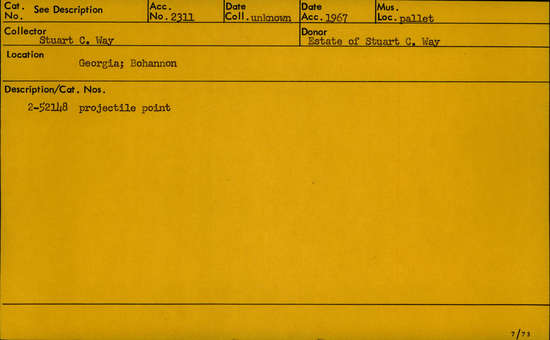 Cat. No. See Description Acc. No. 2311 Date Coll. unknown Date Acc. 1967 Mus. Loc. pallet
Collector Stuart C. Way Donor Estate of Stuart C. Way
Location
Georgia; Bohannon
Description/Cat. Nos.
2-52148 projectile point
7/73